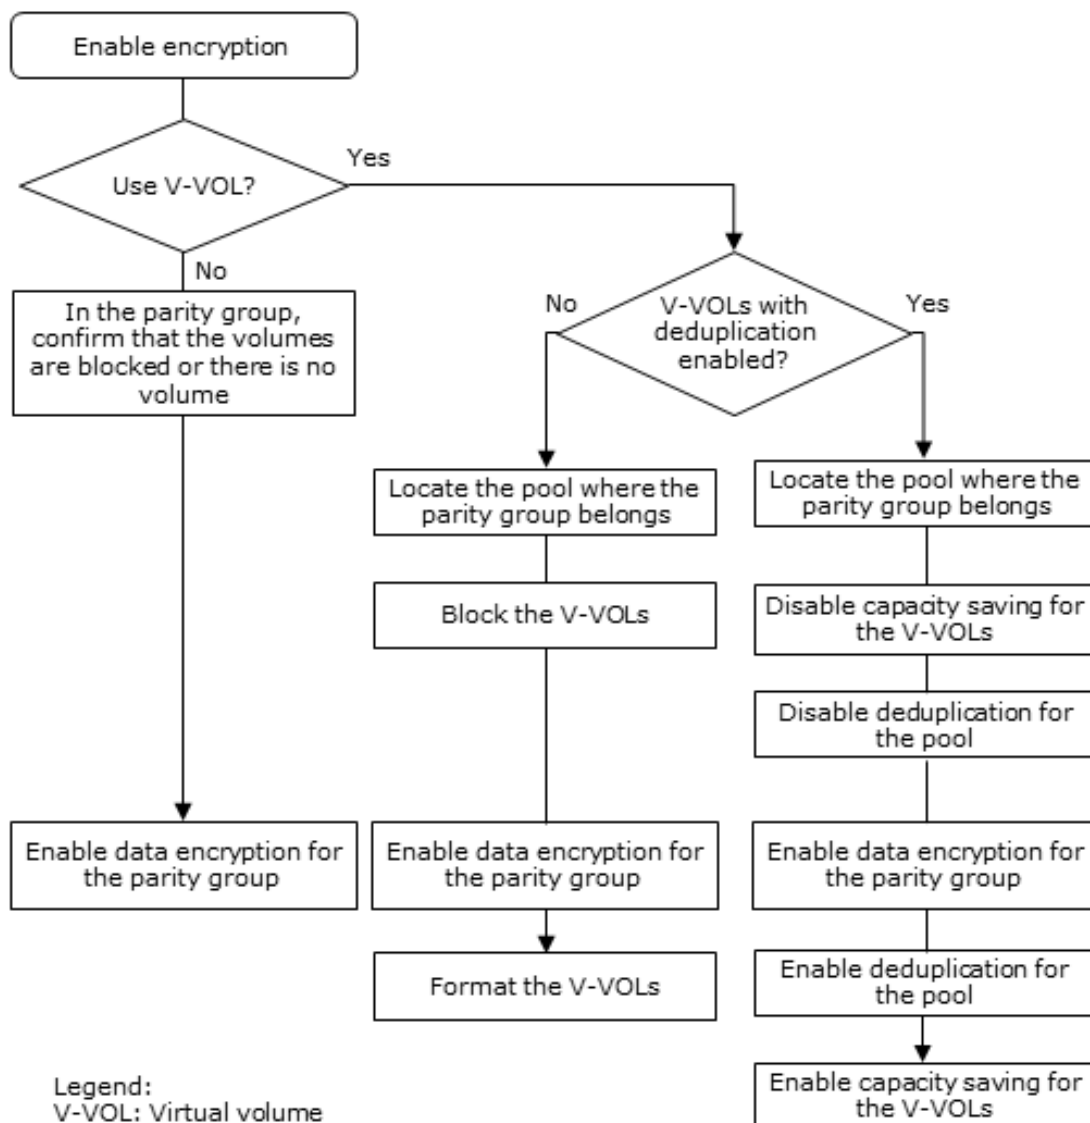 Enable encryption
Use V-VOL?
Yes
No
In the parity group,
confirm that the volumes
are blocked or there is no
volume
Enable data encryption for
the parity group
V-VOLs with
deduplication
enabled?
No
Yes
Locate the pool where the
parity group belongs
Block the V-VOLs
Enable data encryption for
the parity group
Format the V-VOLs
Locate the pool where the
parity group belongs
Disable capacity saving for
the V-VOLs
Disable deduplication for
the pool
Enable data encryption for
the parity group
Enable deduplication for
the pool
Enable capacity saving for
the V-VOLs
Legend:
V-VOL: Virtual volume